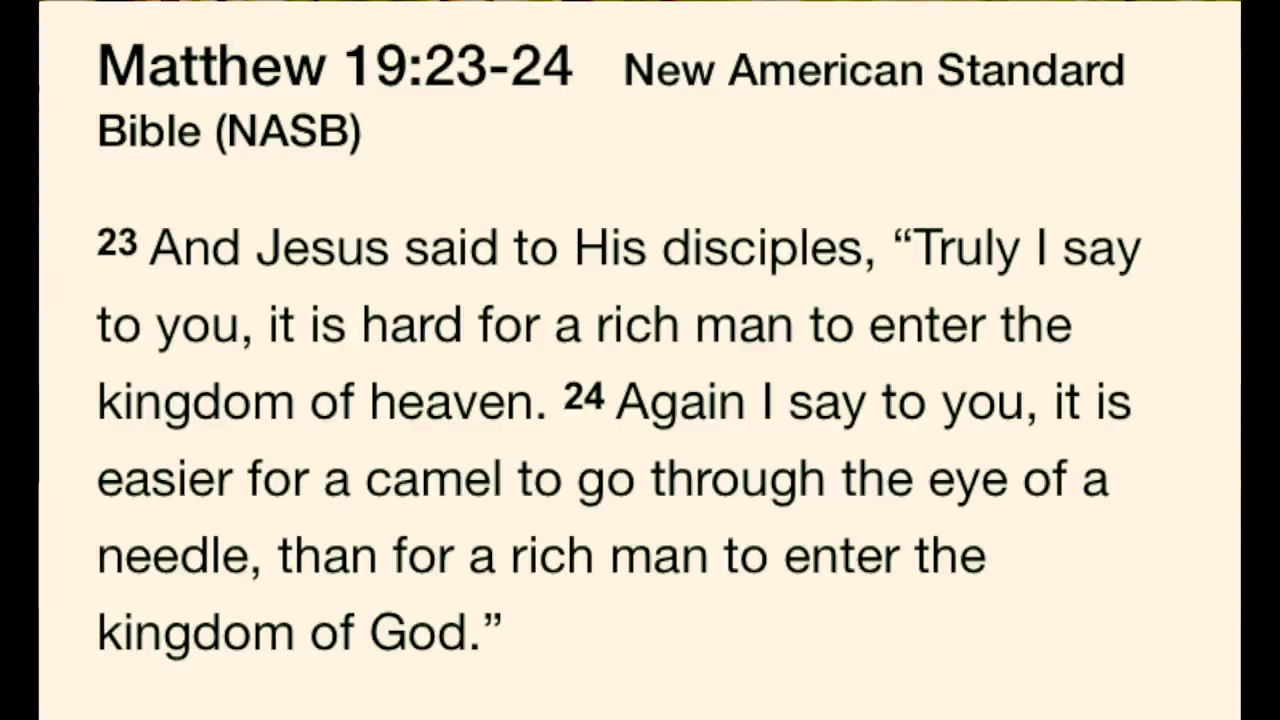 Matthew 19:23-24 New American Standard
Bible (NASB)
23 And Jesus said to His disciples, “Truly I say
to you, it is hard for a rich man to enter the
kingdom of heaven. 24 Again I say to you, it is
easier for a camel to go through the eye of a
needle, than for a rich man to enter the
kingdom of God.”